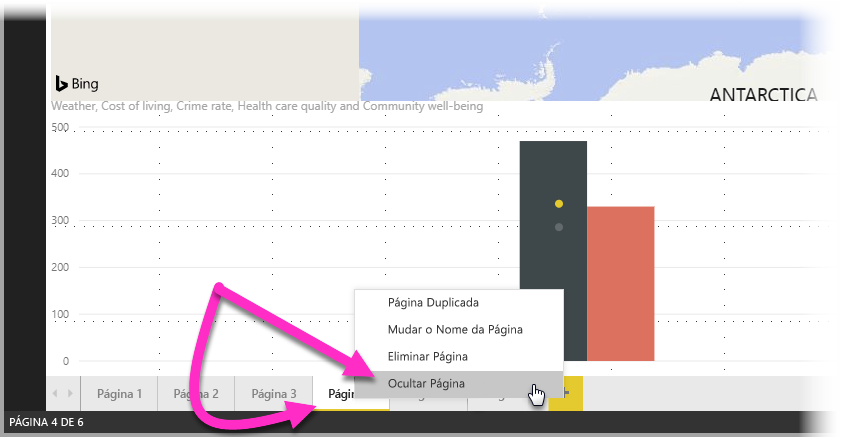 Bing
ANTARCTICA
Weather, Cost of living, Crime rate, Health care quality and Community well-being
500
400
300
200
100
0
Página Duplicada
Mudar o Nome da Página
Eliminar Página
Ocultar Página
Página 1 Página 2 Página 3 Págin
PÁGINA 4 DE 6